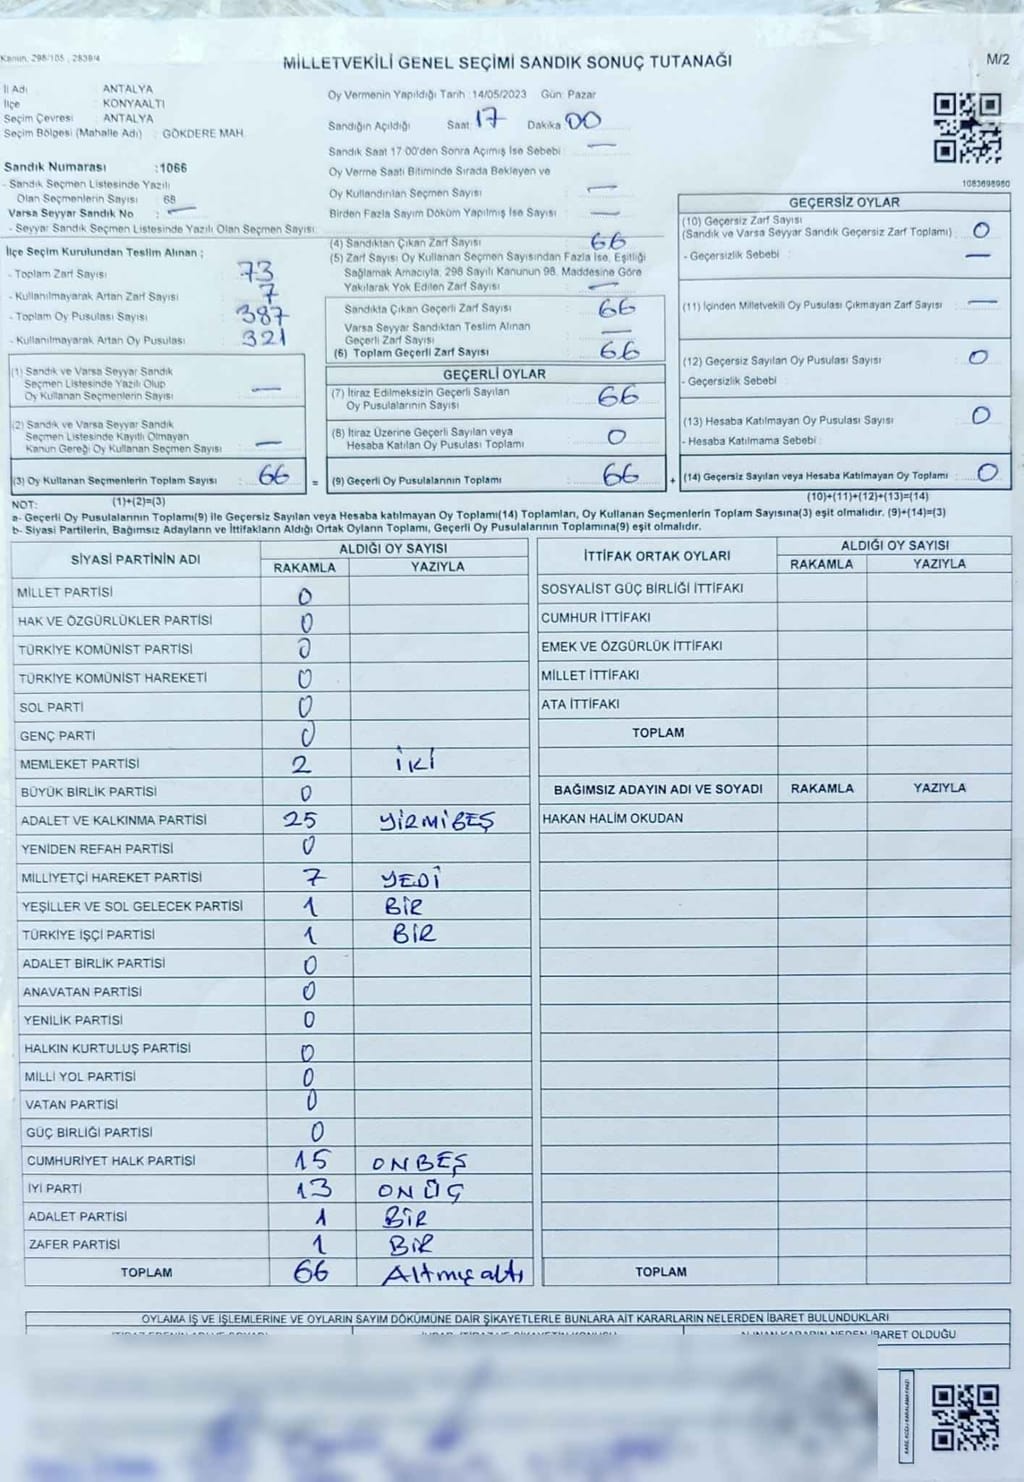 Kanun: 298/105 , 2839/4
MİLLETVEKİLİ GENEL SEÇİMİ SANDIK SONUÇ TUTANAĞI
M/2
İl Adı ANTALYA
İlçe KONYAALTI
Seçim Çevresi : ANTALYA
Seçim Bölgesi (Mahalle Adı) : GÖKDERE MAH.
Sandık Numarası :1066
- Sandık Seçmen Listesinde Yazılı
Olan Seçmenlerin Sayısı : 68
Varsa Seyyar Sandık No : —
- Seyyar Sandık Seçmen Listesinde Yazılı Olan Seçmen Sayısı:
Oy Vermenin Yapıldığı Tarih :14/05/2023 Gün: Pazar
Sandığın Açıldığı Saat: 17 Dakika 00
Sandık Saat 17:00'den Sonra Açımış İse Sebebi : —
Oy Verme Saati Bitiminde Sırada Bekleyen ve
Oy Kullandırılan Seçmen Sayısı : —
Birden Fazla Sayım Döküm Yapılmış İse Sayısı : —
1083698980
İlçe Seçim Kurulundan Teslim Alınan ;
- Toplam Zarf Sayısı : 73
- Kullanılmayarak Artan Zarf Sayısı : 7
- Toplam Oy Pusulası Sayısı : 387
- Kullanılmayarak Artan Oy Pusulası : 321
(1) Sandık ve Varsa Seyyar Sandık
Seçmen Listesinde Yazılı Olup
Oy Kullanan Seçmenlerin Sayısı : —
(2) Sandık ve Varsa Seyyar Sandık
Seçmen Listesinde Kayıtlı Olmayan
Kanun Gereği Oy Kullanan Seçmen Sayısı : —
(3) Oy Kullanan Seçmenlerin Toplam Sayısı : 66
(1)+(2)=(3)
=
(4) Sandıktan Çıkan Zarf Sayısı : 66
(5) Zarf Sayısı Oy Kullanan Seçmen Sayısından Fazla İse, Eşitliği
Sağlamak Amacıyla, 298 Sayılı Kanunun 98. Maddesine Göre
Yakılarak Yok Edilen Zarf Sayısı : —
Sandıkta Çıkan Geçerli Zarf Sayısı : 66
Varsa Seyyar Sandıktan Teslim Alınan
Geçerli Zarf Sayısı : —
(6) Toplam Geçerli Zarf Sayısı : 66
GEÇERLİ OYLAR
(7) İtiraz Edilmeksizin Geçerli Sayılan
Oy Pusulalarının Sayısı : 66
(8) İtiraz Üzerine Geçerli Sayılan veya
Hesaba Katılan Oy Pusulası Toplamı : 0
(9) Geçerli Oy Pusulalarının Toplamı : 66
+
GEÇERSİZ OYLAR
(10) Geçersiz Zarf Sayısı
(Sandık ve Varsa Seyyar Sandık Geçersiz Zarf Toplamı) : 0
- Geçersizlik Sebebi : —
(11) İçinden Milletvekili Oy Pusulası Çıkmayan Zarf Sayısı : —
(12) Geçersiz Sayılan Oy Pusulası Sayısı : 0
- Geçersizlik Sebebi :
(13) Hesaba Katılmayan Oy Pusulası Sayısı : 0
- Hesaba Katılmama Sebebi :
(14) Geçersiz Sayılan veya Hesaba Katılmayan Oy Toplamı : 0
(10)+(11)+(12)+(13)=(14)
NOT:
a- Geçerli Oy Pusulalarının Toplamı(9) ile Geçersiz Sayılan veya Hesaba katılmayan Oy Toplamı(14) Toplamları, Oy Kullanan Seçmenlerin Toplam Sayısına(3) eşit olmalıdır. (9)+(14)=(3)
b- Siyasi Partilerin, Bağımsız Adayların ve İttifakların Aldığı Ortak Oyların Toplamı, Geçerli Oy Pusulalarının Toplamına(9) eşit olmalıdır.
SİYASİ PARTİNİN ADI ALDIĞI OY SAYISI
RAKAMLA YAZIYLA
MİLLET PARTİSİ 0
HAK VE ÖZGÜRLÜKLER PARTİSİ 0
TÜRKİYE KOMÜNİST PARTİSİ 0
TÜRKİYE KOMÜNİST HAREKETİ 0
SOL PARTİ 0
GENÇ PARTİ 0
MEMLEKET PARTİSİ 2 İKİ
BÜYÜK BİRLİK PARTİSİ 0
ADALET VE KALKINMA PARTİSİ 25 YİRMİBEŞ
YENİDEN REFAH PARTİSİ 0
MİLLİYETÇİ HAREKET PARTİSİ 7 YEDİ
YEŞİLLER VE SOL GELECEK PARTİSİ 1 BİR
TÜRKİYE İŞÇİ PARTİSİ 1 BİR
ADALET BİRLİK PARTİSİ 0
ANAVATAN PARTİSİ 0
YENİLİK PARTİSİ 0
HALKIN KURTULUŞ PARTİSİ 0
MİLLİ YOL PARTİSİ 0
VATAN PARTİSİ 0
GÜÇ BİRLİĞİ PARTİSİ 0
CUMHURİYET HALK PARTİSİ 15 ONBEŞ
İYİ PARTİ 13 ONÜÇ
ADALET PARTİSİ 1 BİR
ZAFER PARTİSİ 1 BİR
TOPLAM 66 Altmışaltı
İTTİFAK ORTAK OYLARI ALDIĞI OY SAYISI
RAKAMLA YAZIYLA
SOSYALİST GÜÇ BİRLİĞİ İTTİFAKI
CUMHUR İTTİFAKI
EMEK VE ÖZGÜRLÜK İTTİFAKI
MİLLET İTTİFAKI
ATA İTTİFAKI
TOPLAM
BAĞIMSIZ ADAYIN ADI VE SOYADI RAKAMLA YAZIYLA
HAKAN HALİM OKUDAN
TOPLAM
OYLAMA İŞ VE İŞLEMLERİNE VE OYLARIN SAYIM DÖKÜMÜNE DAİR ŞİKAYETLERLE BUNLARA AİT KARARLARIN NELERDEN İBARET BULUNDUKLARI
ALINAN KARARIN NEDEN İBARET OLDUĞU